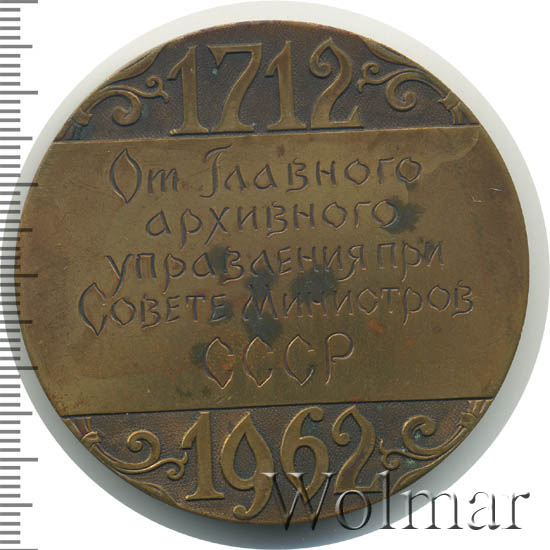 1712
От Главного
архивного
управления при
Совете Министров
СССР
1962
Wolmar